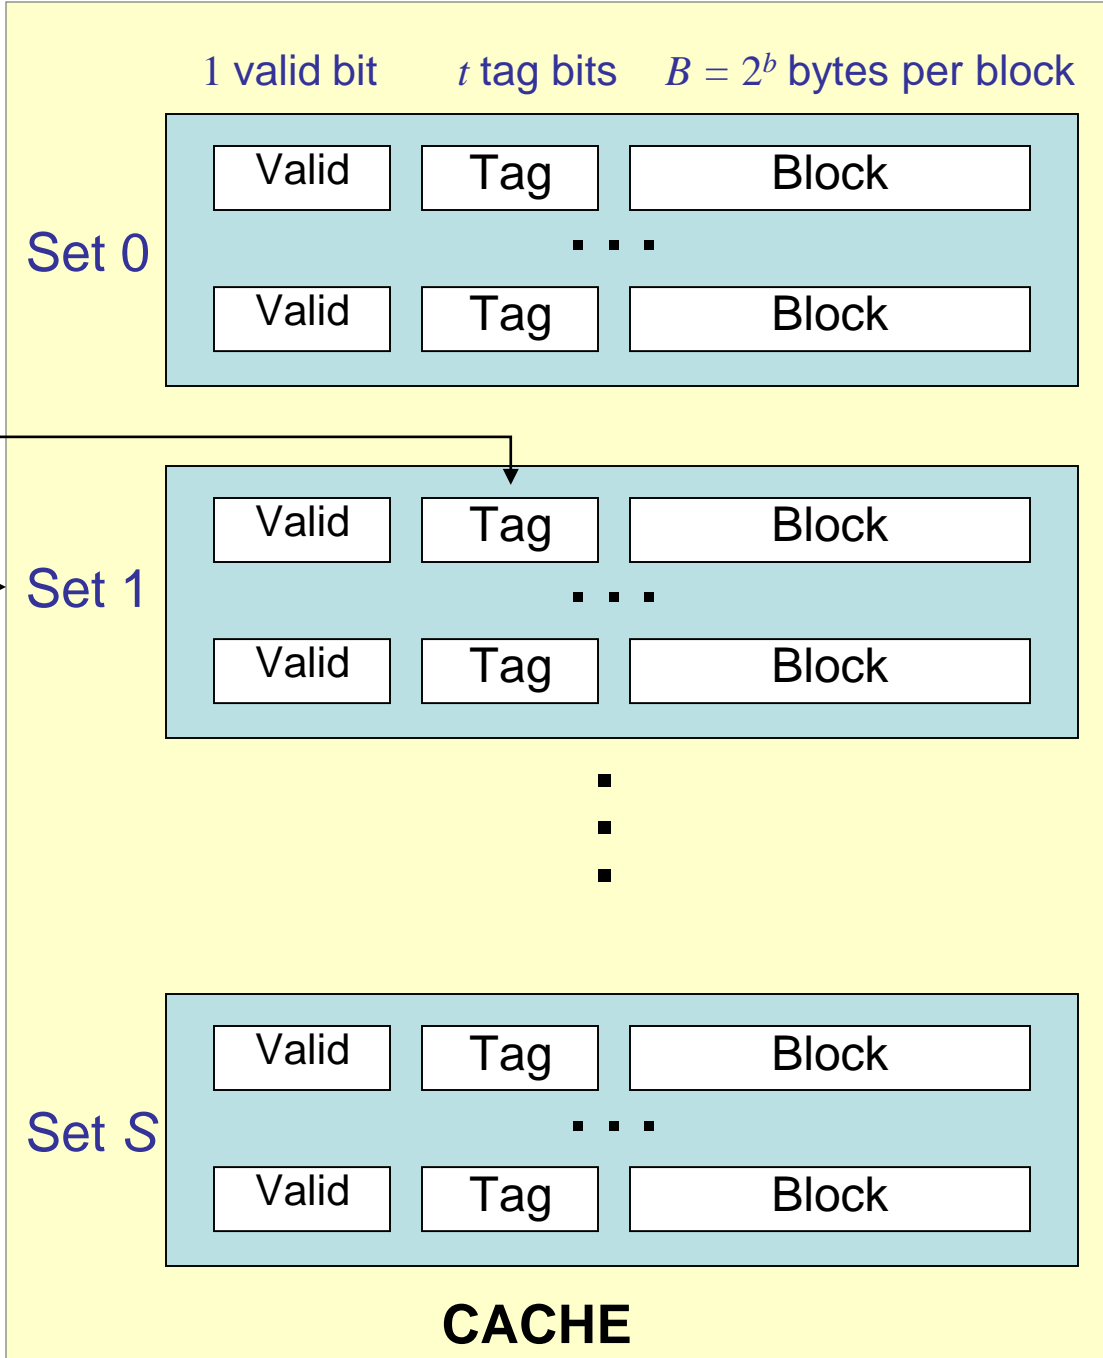 1 valid bit t tag bits B = 2^b bytes per block
Valid Tag Block
Set 0
. . .
Valid Tag Block
Valid Tag Block
Set 1
. . .
Valid Tag Block
.
.
.
Valid Tag Block
Set S
. . .
Valid Tag Block
CACHE